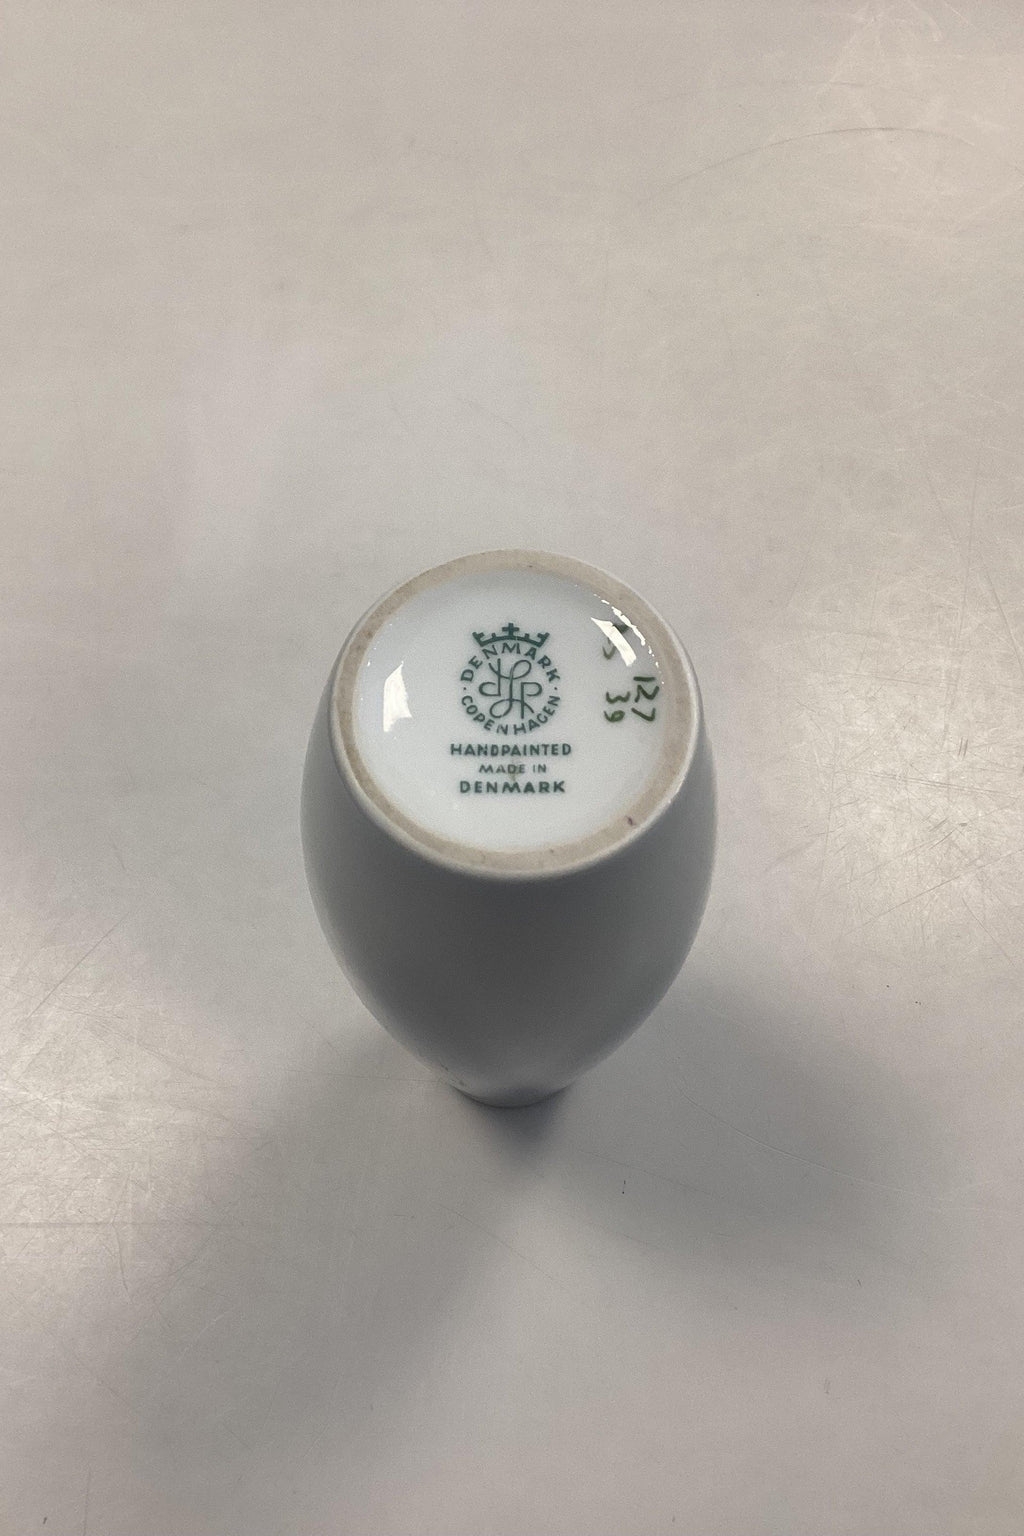 DENMARK
COPENHAGEN
HANDPAINTED
MADE IN
DENMARK
127
39